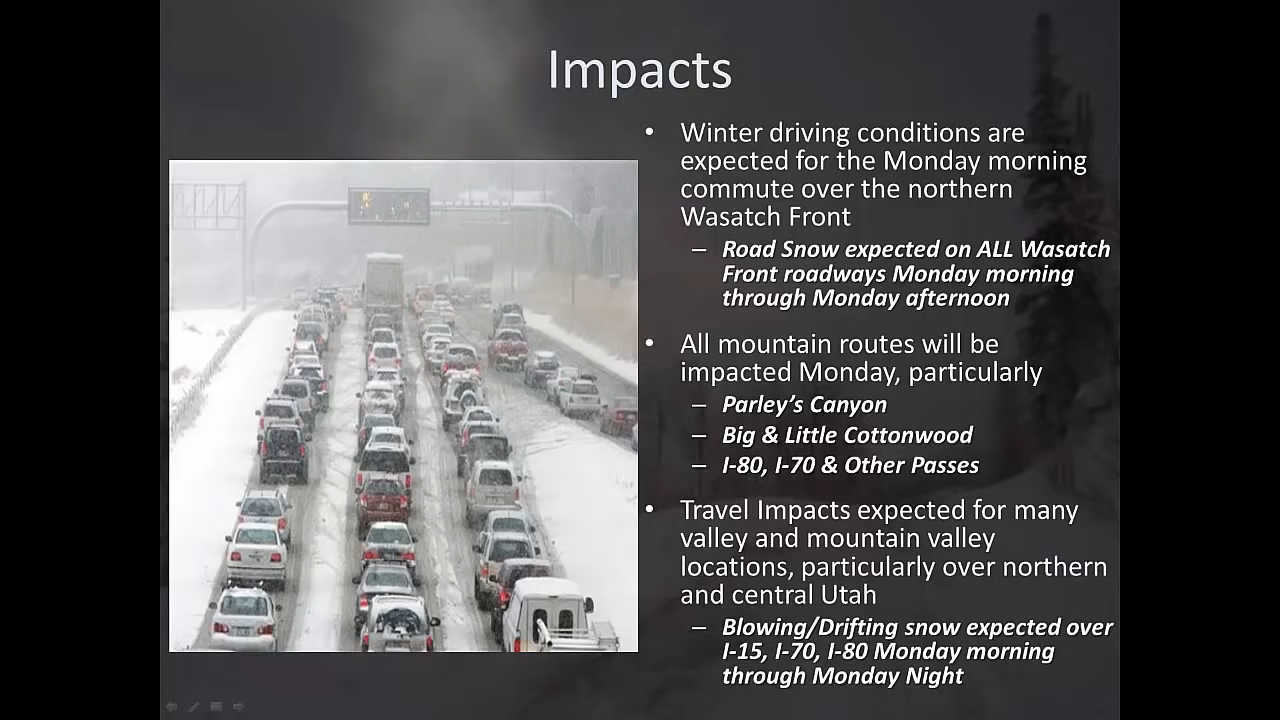 Impacts
• Winter driving conditions are
expected for the Monday morning
commute over the northern
Wasatch Front
– Road Snow expected on ALL Wasatch
Front roadways Monday morning
through Monday afternoon
• All mountain routes will be
impacted Monday, particularly
– Parley's Canyon
– Big & Little Cottonwood
– I-80, I-70 & Other Passes
• Travel Impacts expected for many
valley and mountain valley
locations, particularly over northern
and central Utah
– Blowing/Drifting snow expected over
I-15, I-70, I-80 Monday morning
through Monday Night